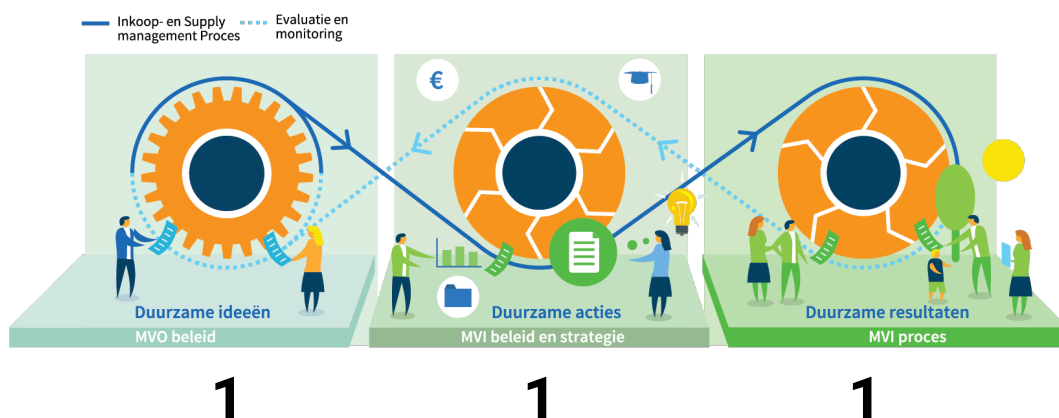 Inkoop- en Supply
management Proces
Evaluatie en
monitoring
€
Duurzame ideeën
Duurzame acties
Duurzame resultaten
MVO beleid
MVI beleid en strategie
MVI proces
1
1
1